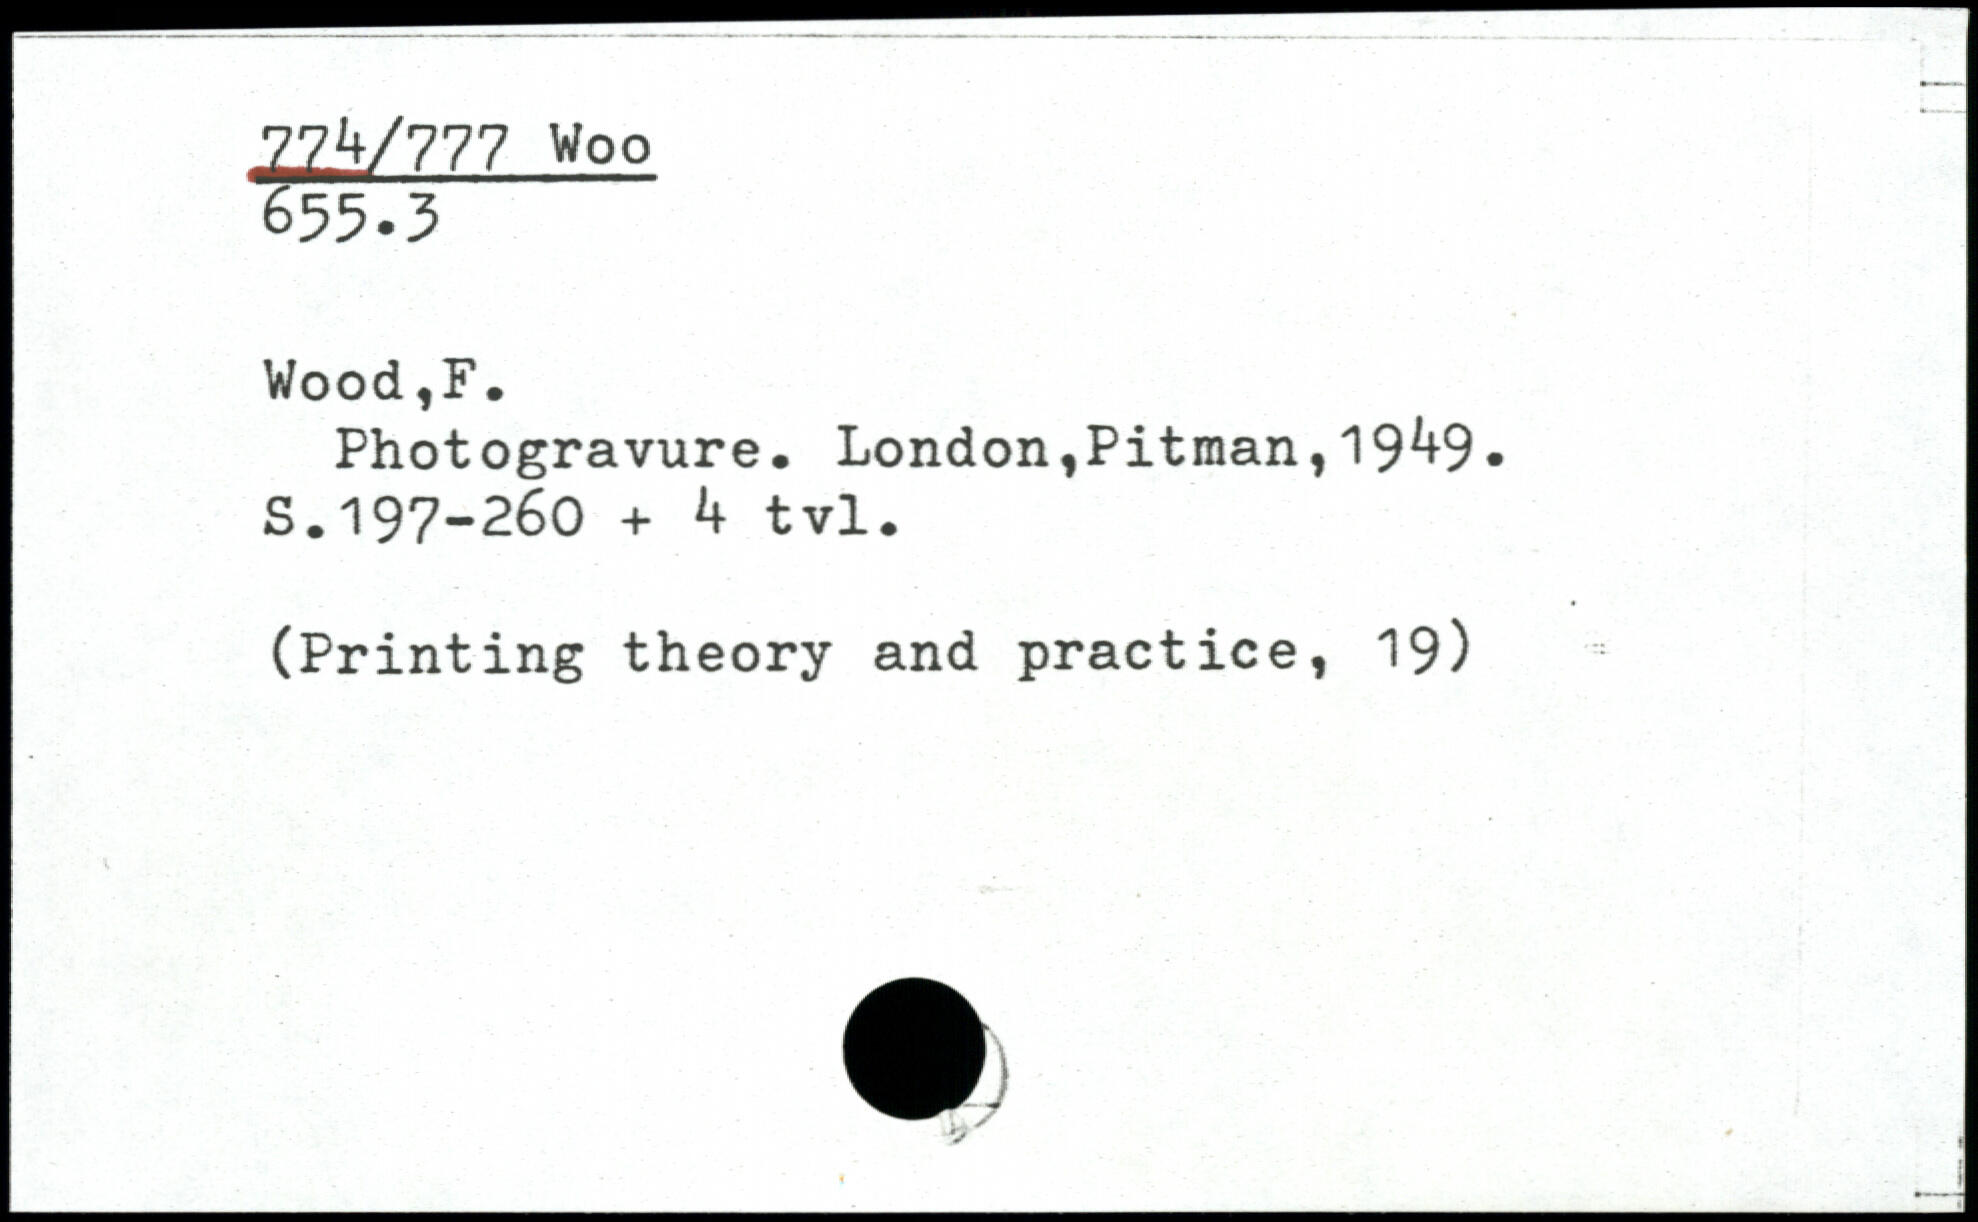 774/777 Woo
655.3
Wood,F.
Photogravure. London,Pitman,1949.
S.197-260 + 4 tvl.
(Printing theory and practice, 19)